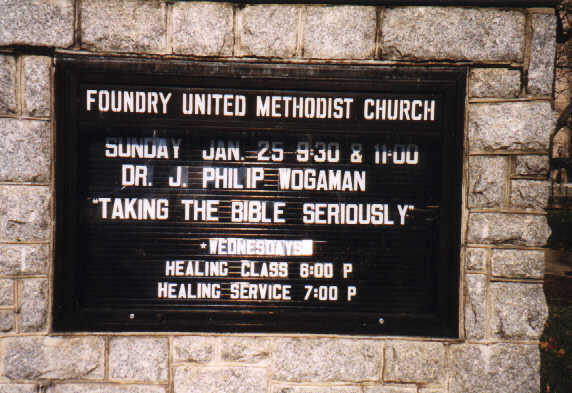 FOUNDRY UNITED METHODIST CHURCH
SUNDAY JAN. 25 9:30 & 11:00
DR. J. PHILIP WOGAMAN
"TAKING THE BIBLE SERIOUSLY"
*WEDNESDAYS
HEALING CLASS 6:00 P
HEALING SERVICE 7:00 P